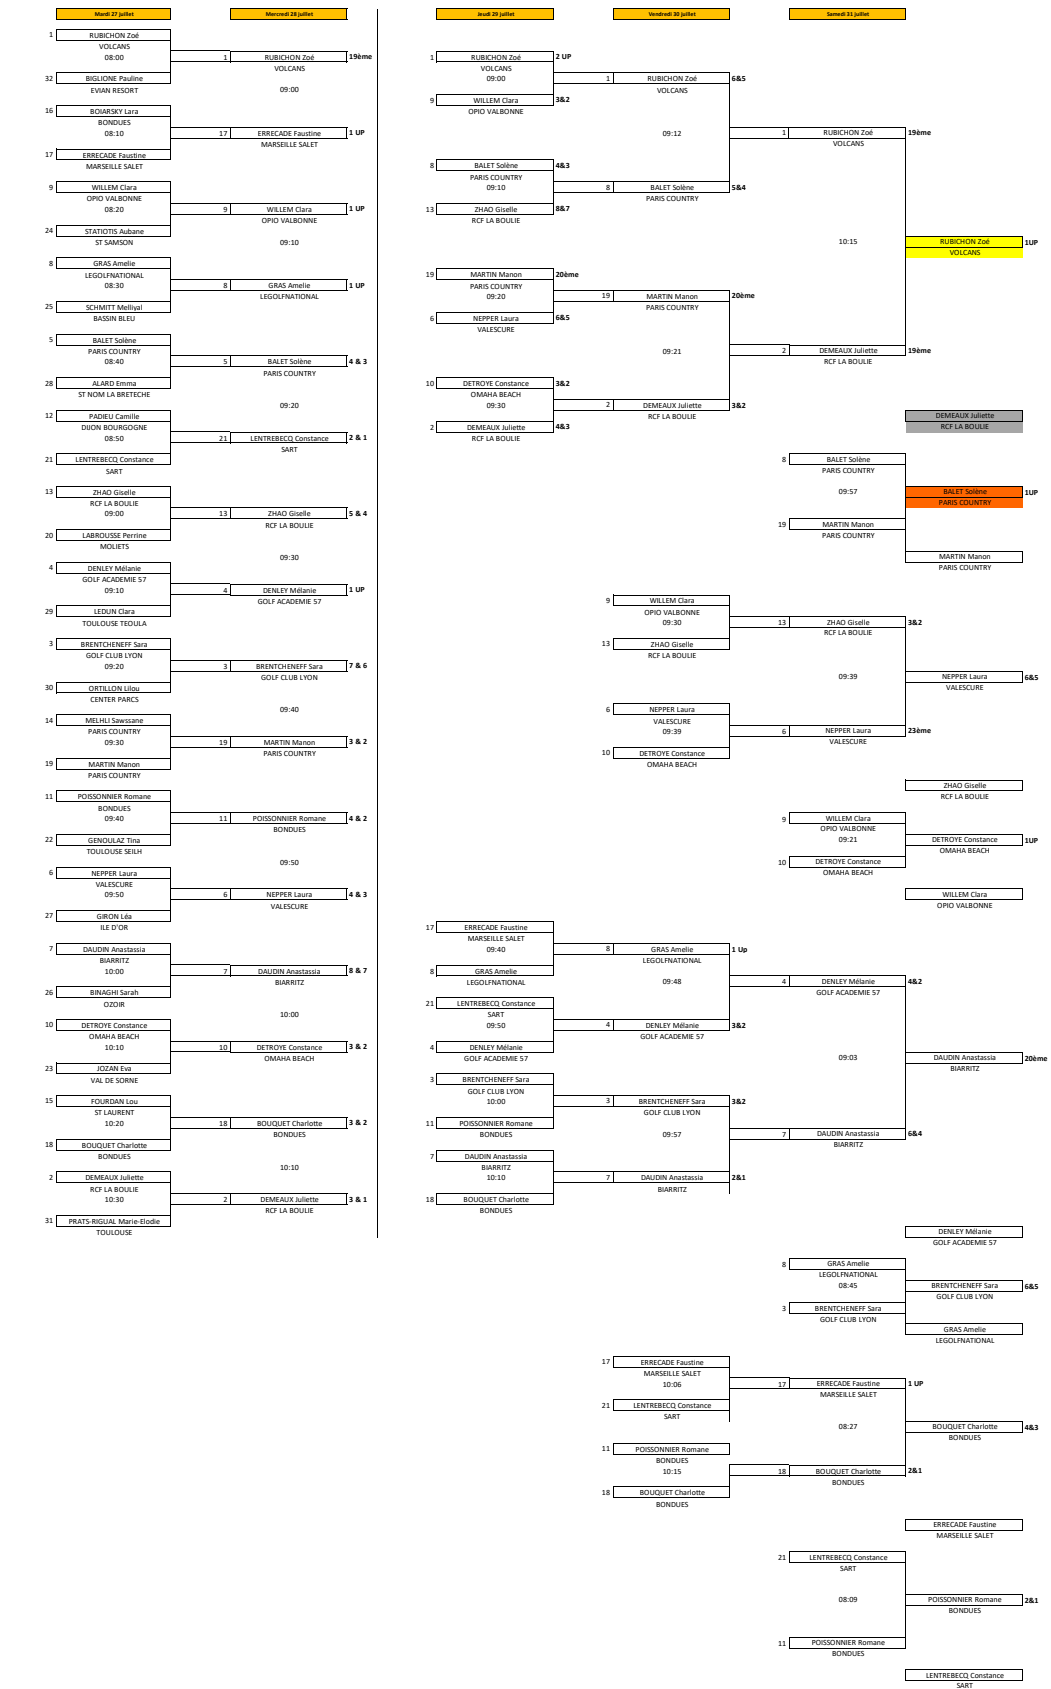 Mardi 27 juillet
Mercredi 28 juillet
Jeudi 29 juillet
Vendredi 30 juillet
Samedi 31 juillet
1 RUBICHON Zoé
VOLCANS
08:00
32 BIGLIONE Pauline
EVIAN RESORT
16 BOIARSKY Lara
BONDUES
08:10
17 ERRECADE Faustine
MARSEILLE SALET
9 WILLEM Clara
OPIO VALBONNE
08:20
24 STATIOTIS Aubane
ST SAMSON
8 GRAS Amelie
LEGOLFNATIONAL
08:30
25 SCHMITT Melliyal
BASSIN BLEU
5 BALET Solène
PARIS COUNTRY
08:40
28 ALARD Emma
ST NOM LA BRETECHE
12 PADIEU Camille
DIJON BOURGOGNE
08:50
21 LENTREBECQ Constance
SART
13 ZHAO Giselle
RCF LA BOULIE
09:00
20 LABROUSSE Perrine
MOLIETS
4 DENLEY Mélanie
GOLF ACADEMIE 57
09:10
29 LEDUN Clara
TOULOUSE TEOULA
3 BRENTCHENEFF Sara
GOLF CLUB LYON
09:20
30 ORTILLON Lilou
CENTER PARCS
14 MELHLI Sawssane
PARIS COUNTRY
09:30
19 MARTIN Manon
PARIS COUNTRY
11 POISSONNIER Romane
BONDUES
09:40
22 GENOULAZ Tina
TOULOUSE SEILH
6 NEPPER Laura
VALESCURE
09:50
27 GIRON Léa
ILE D'OR
7 DAUDIN Anastassia
BIARRITZ
10:00
26 BINAGHI Sarah
OZOIR
10 DETROYE Constance
OMAHA BEACH
10:10
23 JOZAN Eva
VAL DE SORNE
15 FOURDAN Lou
ST LAURENT
10:20
18 BOUQUET Charlotte
BONDUES
2 DEMEAUX Juliette
RCF LA BOULIE
10:30
31 PRATS-RIGUAL Marie-Elodie
TOULOUSE
1 RUBICHON Zoé 19ème
VOLCANS
09:00
17 ERRECADE Faustine 1 UP
MARSEILLE SALET
9 WILLEM Clara 1 UP
OPIO VALBONNE
09:10
8 GRAS Amelie 1 UP
LEGOLFNATIONAL
5 BALET Solène 4 & 3
PARIS COUNTRY
09:20
21 LENTREBECQ Constance 2 & 1
SART
13 ZHAO Giselle 5 & 4
RCF LA BOULIE
09:30
4 DENLEY Mélanie 1 UP
GOLF ACADEMIE 57
3 BRENTCHENEFF Sara 7 & 6
GOLF CLUB LYON
09:40
19 MARTIN Manon 3 & 2
PARIS COUNTRY
11 POISSONNIER Romane 4 & 2
BONDUES
09:50
6 NEPPER Laura 4 & 3
VALESCURE
7 DAUDIN Anastassia 8 & 7
BIARRITZ
10:00
10 DETROYE Constance 3 & 2
OMAHA BEACH
18 BOUQUET Charlotte 3 & 2
BONDUES
10:10
2 DEMEAUX Juliette 3 & 1
RCF LA BOULIE
1 RUBICHON Zoé 2 UP
VOLCANS
09:00
9 WILLEM Clara 3&2
OPIO VALBONNE
8 BALET Solène 4&3
PARIS COUNTRY
09:10
13 ZHAO Giselle 8&7
RCF LA BOULIE
19 MARTIN Manon 20ème
PARIS COUNTRY
09:20
6 NEPPER Laura 6&5
VALESCURE
10 DETROYE Constance 3&2
OMAHA BEACH
09:30
2 DEMEAUX Juliette 4&3
RCF LA BOULIE
17 ERRECADE Faustine
MARSEILLE SALET
09:40
8 GRAS Amelie
LEGOLFNATIONAL
21 LENTREBECQ Constance
SART
09:50
4 DENLEY Mélanie
GOLF ACADEMIE 57
3 BRENTCHENEFF Sara
GOLF CLUB LYON
10:00
11 POISSONNIER Romane
BONDUES
7 DAUDIN Anastassia
BIARRITZ
10:10
18 BOUQUET Charlotte
BONDUES
1 RUBICHON Zoé 6&5
VOLCANS
09:12
8 BALET Solène 5&4
PARIS COUNTRY
19 MARTIN Manon 20ème
PARIS COUNTRY
09:21
2 DEMEAUX Juliette 3&2
RCF LA BOULIE
9 WILLEM Clara
OPIO VALBONNE
09:30
13 ZHAO Giselle
RCF LA BOULIE
6 NEPPER Laura
VALESCURE
09:39
10 DETROYE Constance
OMAHA BEACH
8 GRAS Amelie 1 Up
LEGOLFNATIONAL
09:48
4 DENLEY Mélanie 3&2
GOLF ACADEMIE 57
3 BRENTCHENEFF Sara 3&2
GOLF CLUB LYON
09:57
7 DAUDIN Anastassia 2&1
BIARRITZ
17 ERRECADE Faustine
MARSEILLE SALET
10:06
21 LENTREBECQ Constance
SART
11 POISSONNIER Romane
BONDUES
10:15
18 BOUQUET Charlotte
BONDUES
1 RUBICHON Zoé 19ème
VOLCANS
10:15
2 DEMEAUX Juliette 19ème
RCF LA BOULIE
8 BALET Solène
PARIS COUNTRY
09:57
19 MARTIN Manon
PARIS COUNTRY
13 ZHAO Giselle 3&2
RCF LA BOULIE
09:39
6 NEPPER Laura 23ème
VALESCURE
9 WILLEM Clara
OPIO VALBONNE
09:21
10 DETROYE Constance
OMAHA BEACH
4 DENLEY Mélanie 4&2
GOLF ACADEMIE 57
09:03
7 DAUDIN Anastassia 6&4
BIARRITZ
8 GRAS Amelie
LEGOLFNATIONAL
08:45
3 BRENTCHENEFF Sara
GOLF CLUB LYON
17 ERRECADE Faustine 1 UP
MARSEILLE SALET
08:27
18 BOUQUET Charlotte 2&1
BONDUES
21 LENTREBECQ Constance
SART
08:09
11 POISSONNIER Romane
BONDUES
RUBICHON Zoé 1UP
VOLCANS
DEMEAUX Juliette
RCF LA BOULIE
BALET Solène 1UP
PARIS COUNTRY
MARTIN Manon
PARIS COUNTRY
NEPPER Laura 6&5
VALESCURE
ZHAO Giselle
RCF LA BOULIE
DETROYE Constance 1UP
OMAHA BEACH
WILLEM Clara
OPIO VALBONNE
DAUDIN Anastassia 20ème
BIARRITZ
DENLEY Mélanie
GOLF ACADEMIE 57
BRENTCHENEFF Sara 6&5
GOLF CLUB LYON
GRAS Amelie
LEGOLFNATIONAL
BOUQUET Charlotte 4&3
BONDUES
ERRECADE Faustine
MARSEILLE SALET
POISSONNIER Romane 2&1
BONDUES
LENTREBECQ Constance
SART